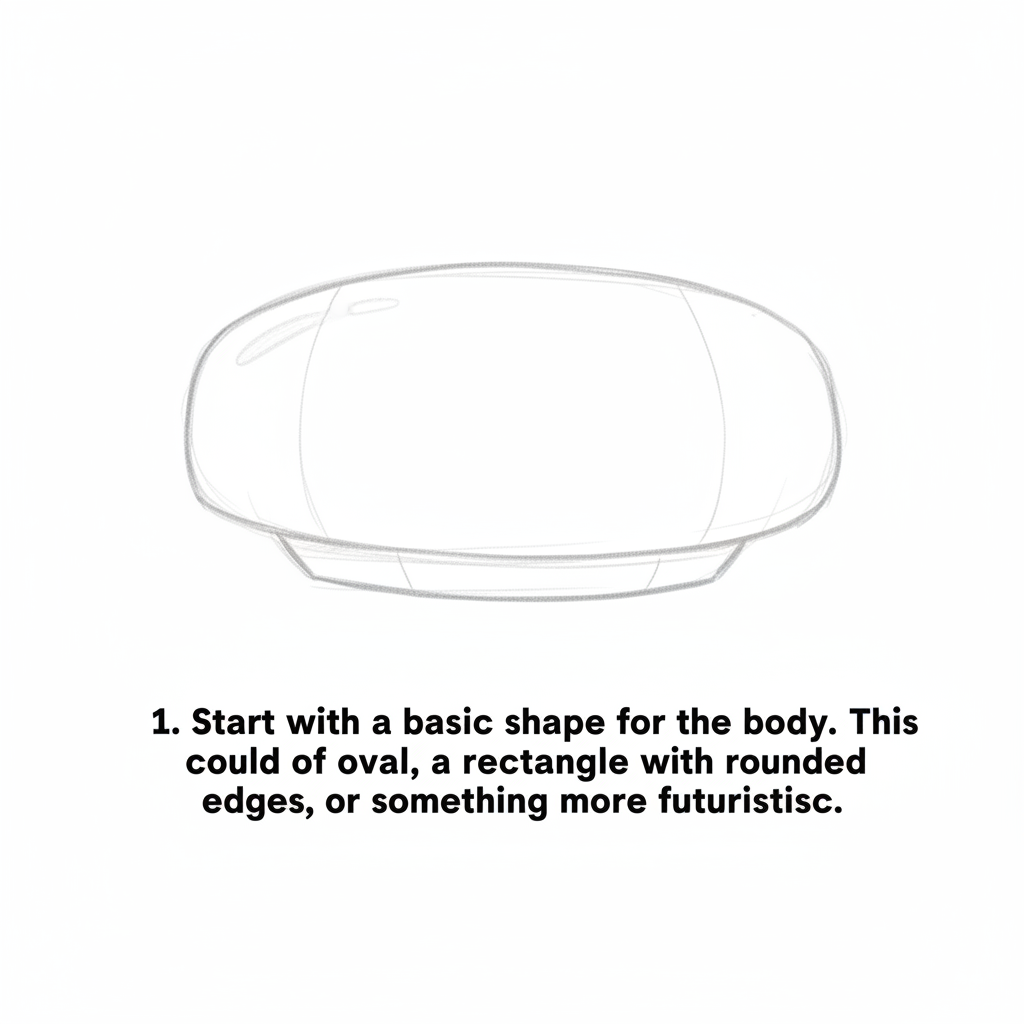 1. Start with a basic shape for the body. This
could of oval, a rectangle with rounded
edges, or something more futuristisc.